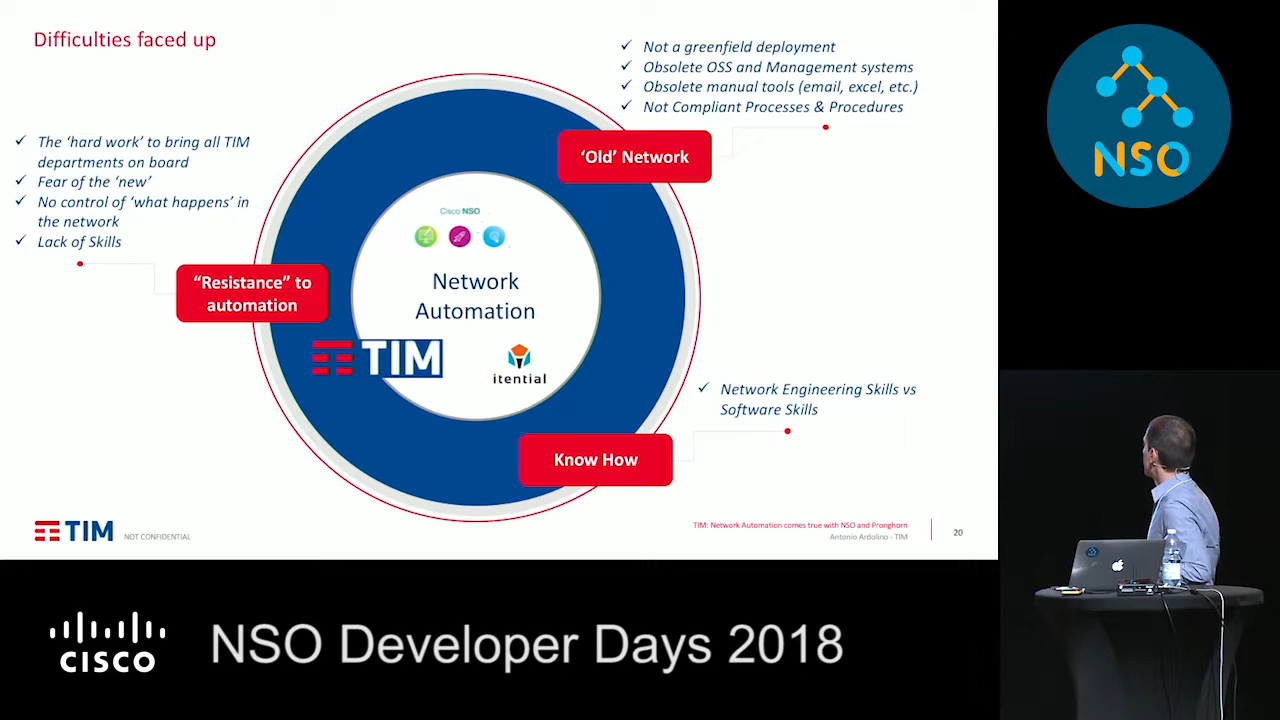 Difficulties faced up
✓ Not a greenfield deployment
✓ Obsolete OSS and Management systems
✓ Obsolete manual tools (email, excel, etc.)
✓ Not Compliant Processes & Procedures
‘Old’ Network
✓ The ‘hard work’ to bring all TIM
departments on board
✓ Fear of the ‘new’
✓ No control of ‘what happens’ in
the network
✓ Lack of Skills
“Resistance” to
automation
Cisco NSO
Network
Automation
TIM
itential
✓ Network Engineering Skills vs
Software Skills
Know How
TIM
NOT CONFIDENTIAL
TIM: Network Automation comes true with NSO and Pronghorn
Antonio Ardolino - TIM
20
NSO
CISCO
NSO Developer Days 2018